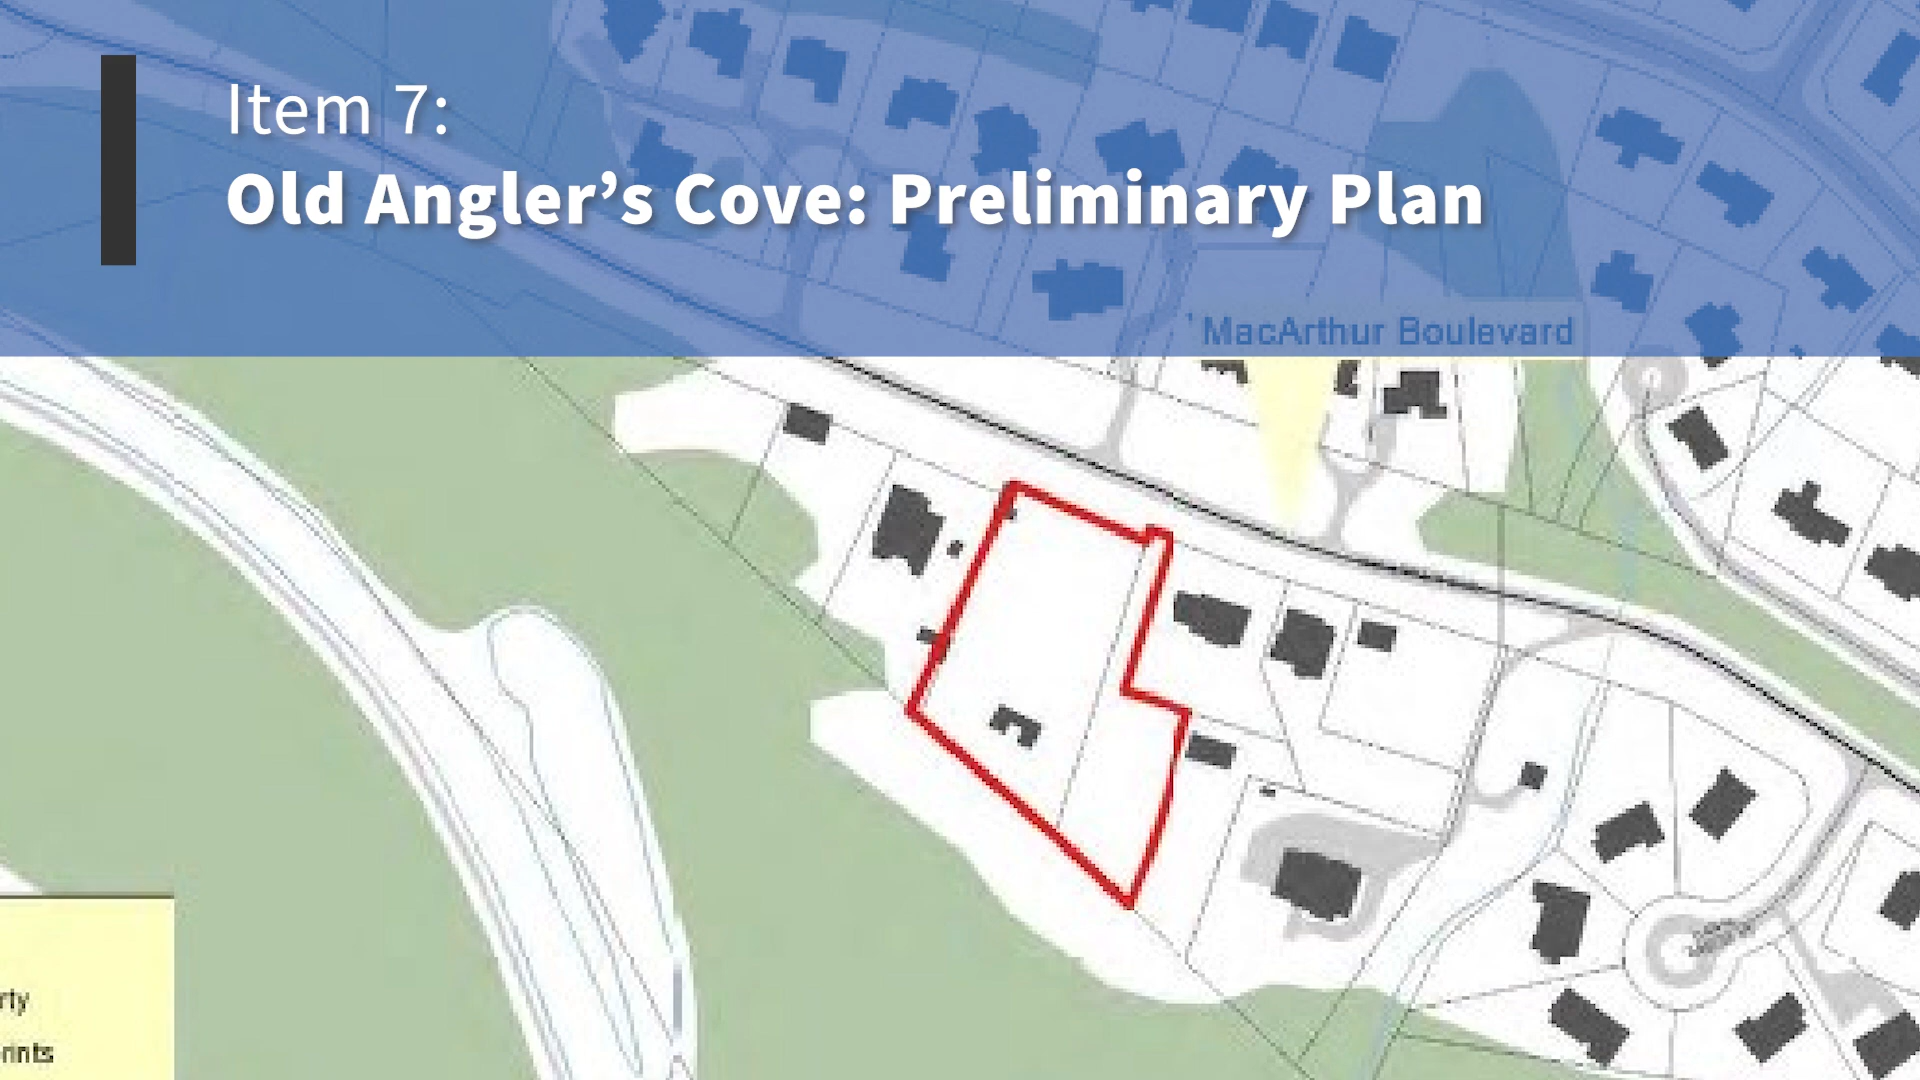 Item 7:
Old Angler’s Cove: Preliminary Plan
MacArthur Boulevard
rty
rints